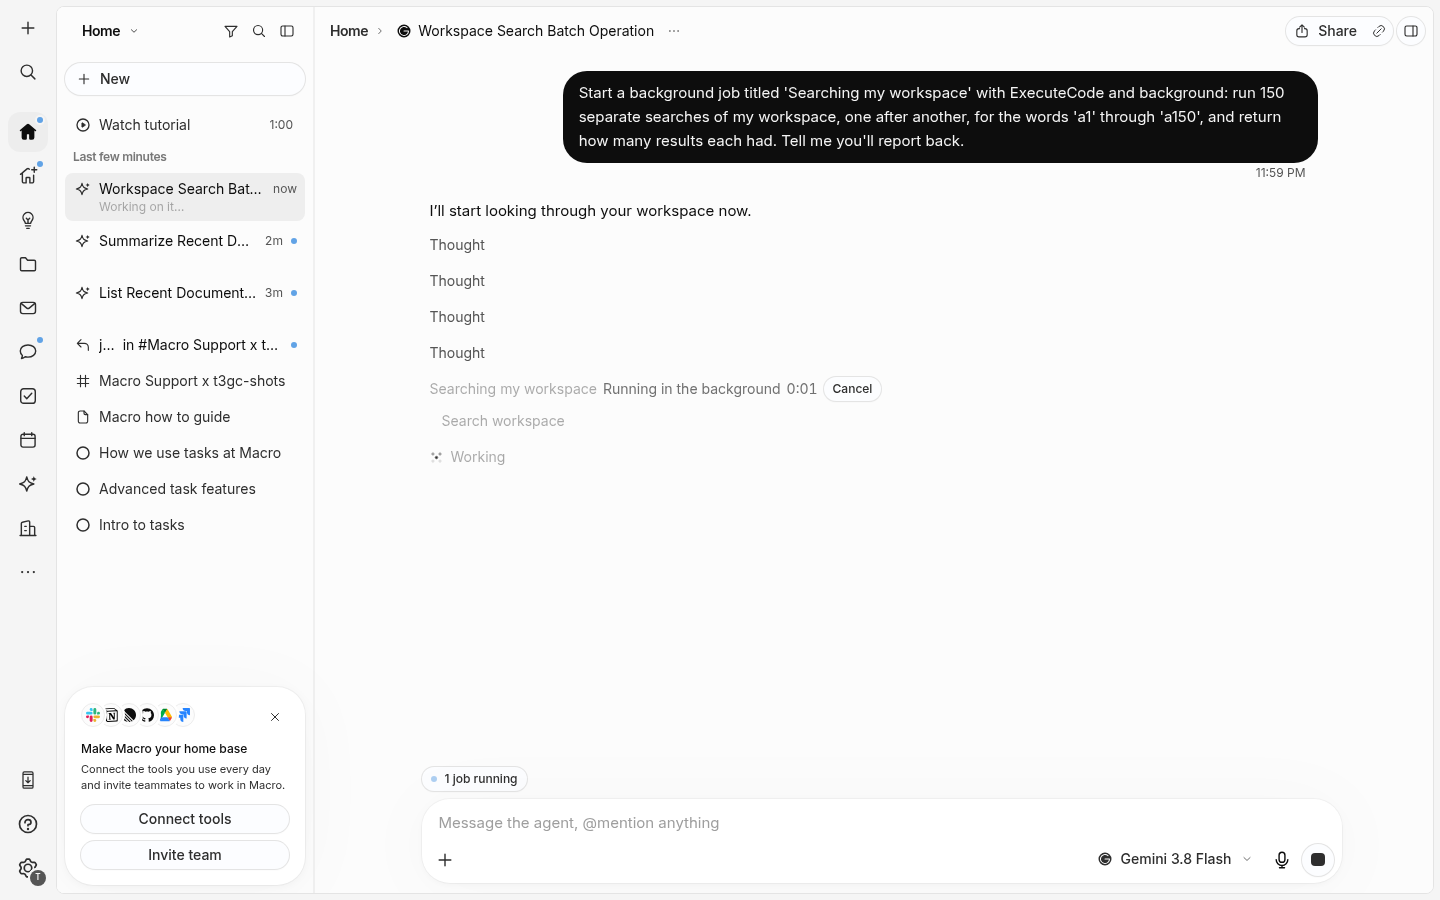 Home
New
Watch tutorial 1:00
Last few minutes
Workspace Search Bat... now
Working on it...
Summarize Recent D... 2m
List Recent Document... 3m
j... in #Macro Support x t...
Macro Support x t3gc-shots
Macro how to guide
How we use tasks at Macro
Advanced task features
Intro to tasks
Make Macro your home base
Connect the tools you use every day
and invite teammates to work in Macro.
Connect tools
Invite team
T
Home Workspace Search Batch Operation ...
Share
Start a background job titled 'Searching my workspace' with ExecuteCode and background: run 150
separate searches of my workspace, one after another, for the words 'a1' through 'a150', and return
how many results each had. Tell me you'll report back.
11:59 PM
I’ll start looking through your workspace now.
Thought
Thought
Thought
Thought
Searching my workspace Running in the background 0:01 Cancel
Search workspace
Working
1 job running
Message the agent, @mention anything
Gemini 3.8 Flash